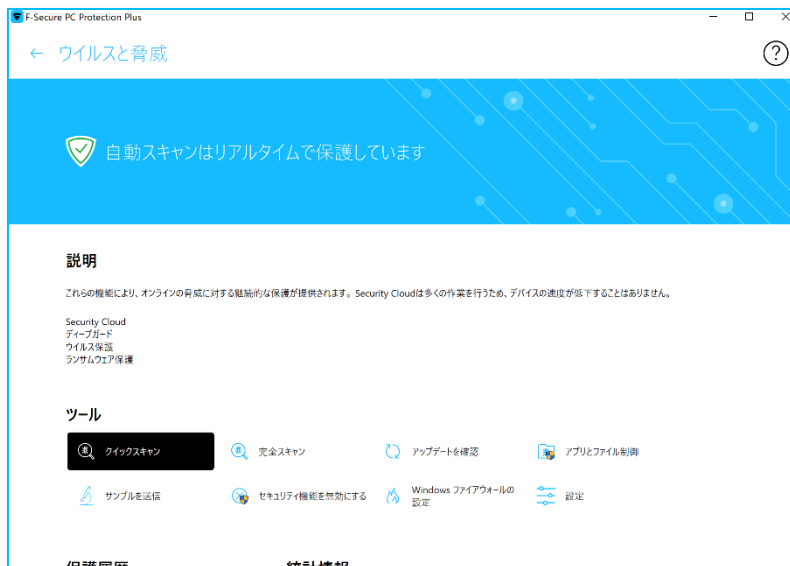 F-Secure PC Protection Plus
ウイルスと脅威
自動スキャンはリアルタイムで保護しています
説明
これらの機能により、オンラインの脅威に対する継続的な保護が提供されます。Security Cloudは多くの作業を行うため、デバイスの速度が低下することはありません。
Security Cloud
ディープガード
ウイルス保護
ランサムウェア保護
ツール
クイックスキャン
完全スキャン
アップデートを確認
アプリとファイル制御
サンプルを送信
セキュリティ機能を無効にする
Windows ファイアウォールの
設定
設定
保護履歴
統計情報